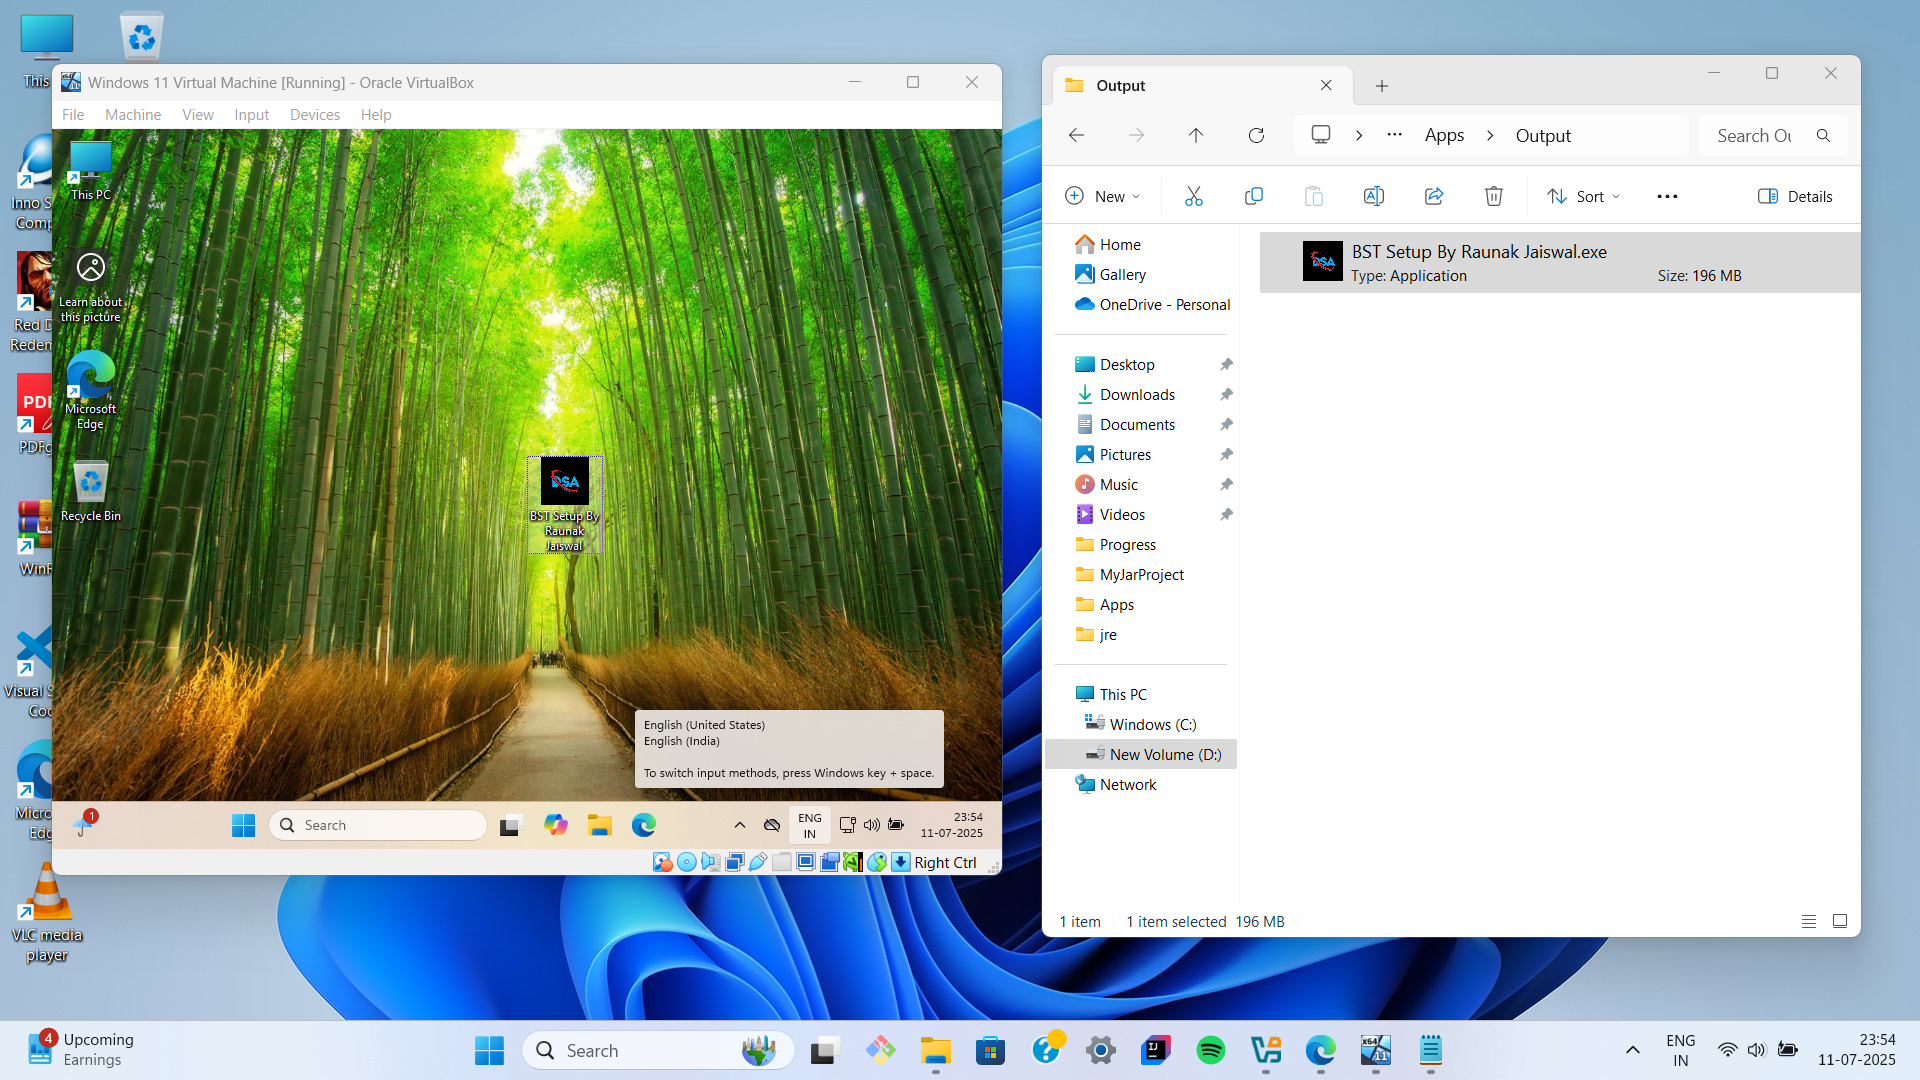 This
Windows 11 Virtual Machine [Running] - Oracle VirtualBox
File Machine View Input Devices Help
This PC
Learn about
this picture
Microsoft
Edge
Recycle Bin
DSA
BST Setup By
Raunak
Jaiswal
English (United States)
English (India)
To switch input methods, press Windows key + space.
1
Search
ENG
IN
23:54
11-07-2025
Right Ctrl
Inno S
Comp
Red D
Reden
PDF
PDFg
WinR
Visual S
Coc
Micro
Edg
VLC media
player
Output
Apps Output
Search Ou
New
Sort
Details
Home
Gallery
OneDrive - Personal
Desktop
Downloads
Documents
Pictures
Music
Videos
Progress
MyJarProject
Apps
jre
This PC
Windows (C:)
New Volume (D:)
Network
DSA
BST Setup By Raunak Jaiswal.exe
Type: Application
Size: 196 MB
1 item 1 item selected 196 MB
4
Upcoming
Earnings
Search
ENG
IN
23:54
11-07-2025